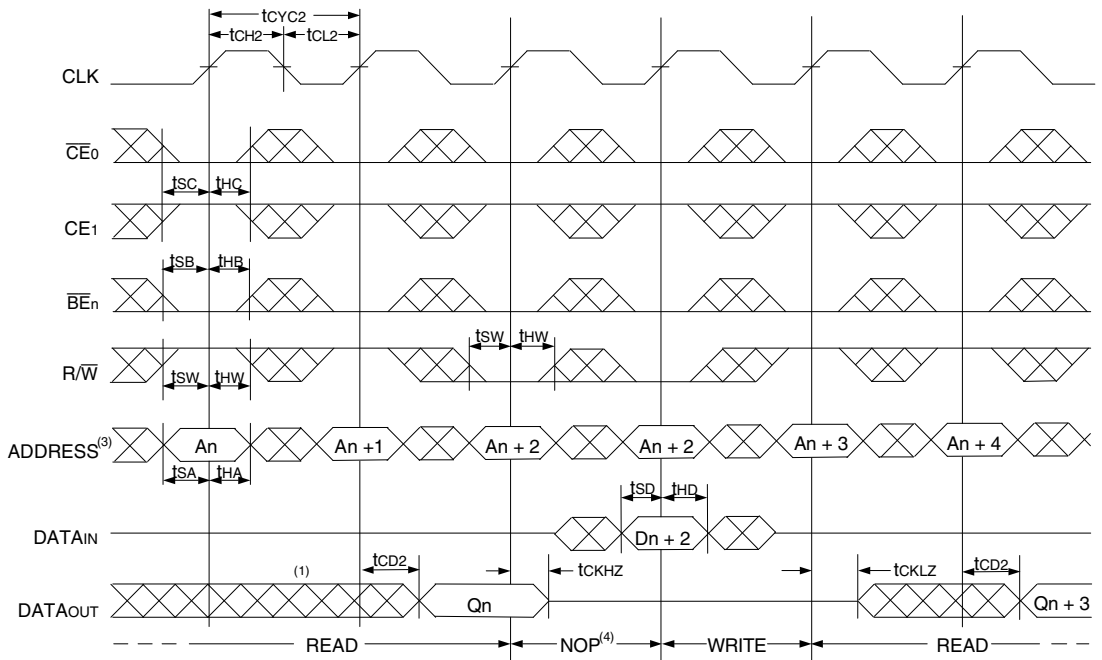 tCYC2
tCH2 tCL2
CLK
CE0
tSC tHC
CE1
tSB tHB
BEn
tSW tHW
R/W
tSW tHW
ADDRESS(3) An An +1 An + 2 An + 2 An + 3 An + 4
tSA tHA
tSD tHD
DATAIN Dn + 2
(1) tCD2 tCKHZ tCKLZ tCD2
DATAOUT Qn Qn + 3
READ NOP(4) WRITE READ